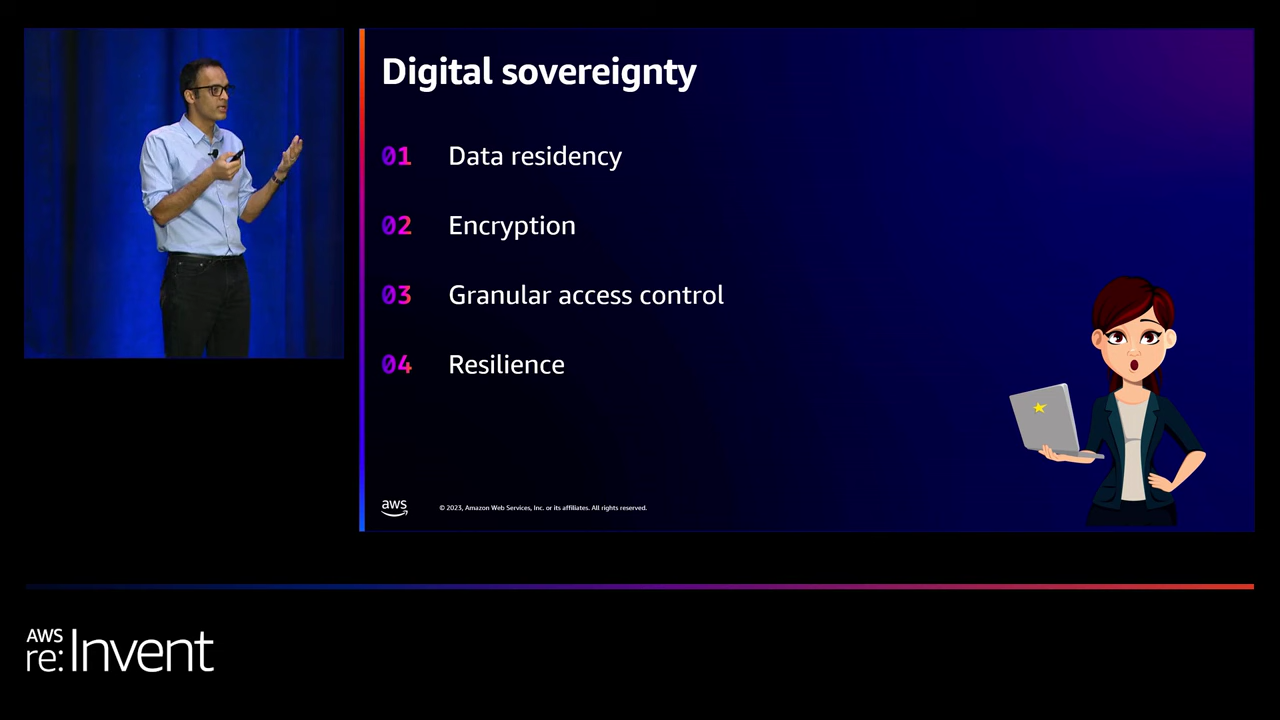 Digital sovereignty
01 Data residency
02 Encryption
03 Granular access control
04 Resilience
aws
© 2023, Amazon Web Services, Inc. or its affiliates. All rights reserved.
AWS
re:Invent